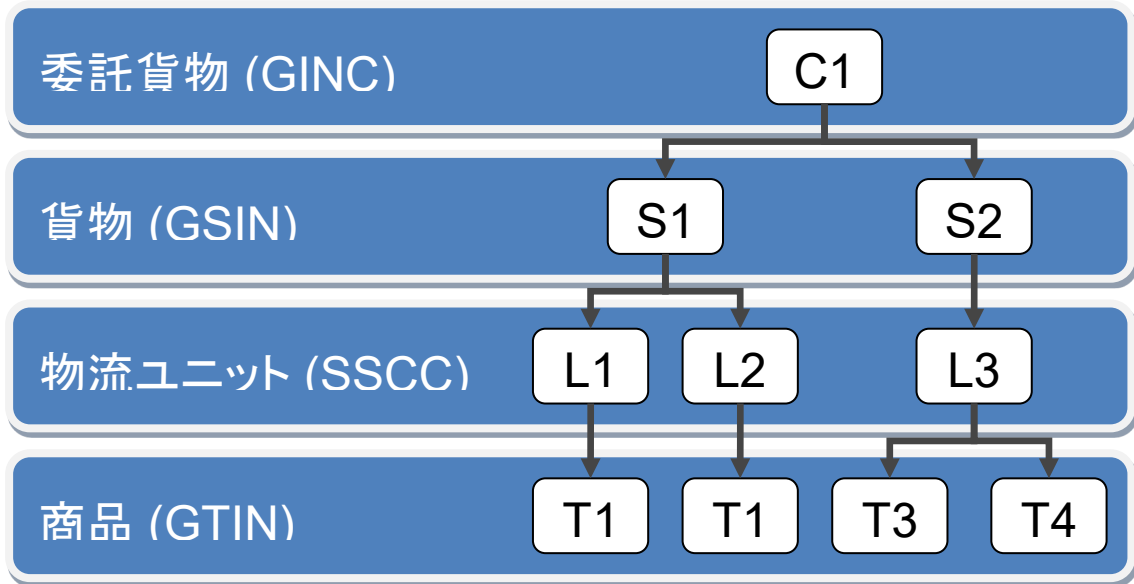 委託貨物 (GINC)
C1
貨物 (GSIN)
S1
S2
物流ユニット (SSCC)
L1
L2
L3
商品 (GTIN)
T1
T1
T3
T4